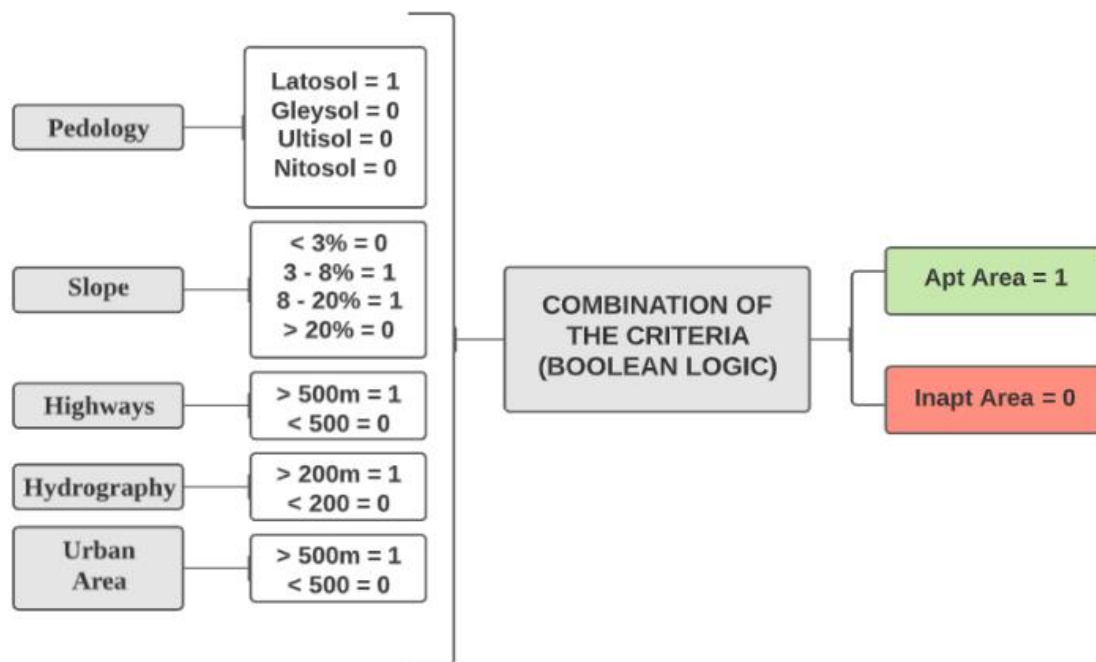 Pedology
Latosol = 1
Gleysol = 0
Ultisol = 0
Nitosol = 0
Slope
< 3% = 0
3 - 8% = 1
8 - 20% = 1
> 20% = 0
Highways
> 500m = 1
< 500 = 0
Hydrography
> 200m = 1
< 200 = 0
Urban
Area
> 500m = 1
< 500 = 0
COMBINATION OF
THE CRITERIA
(BOOLEAN LOGIC)
Apt Area = 1
Inapt Area = 0